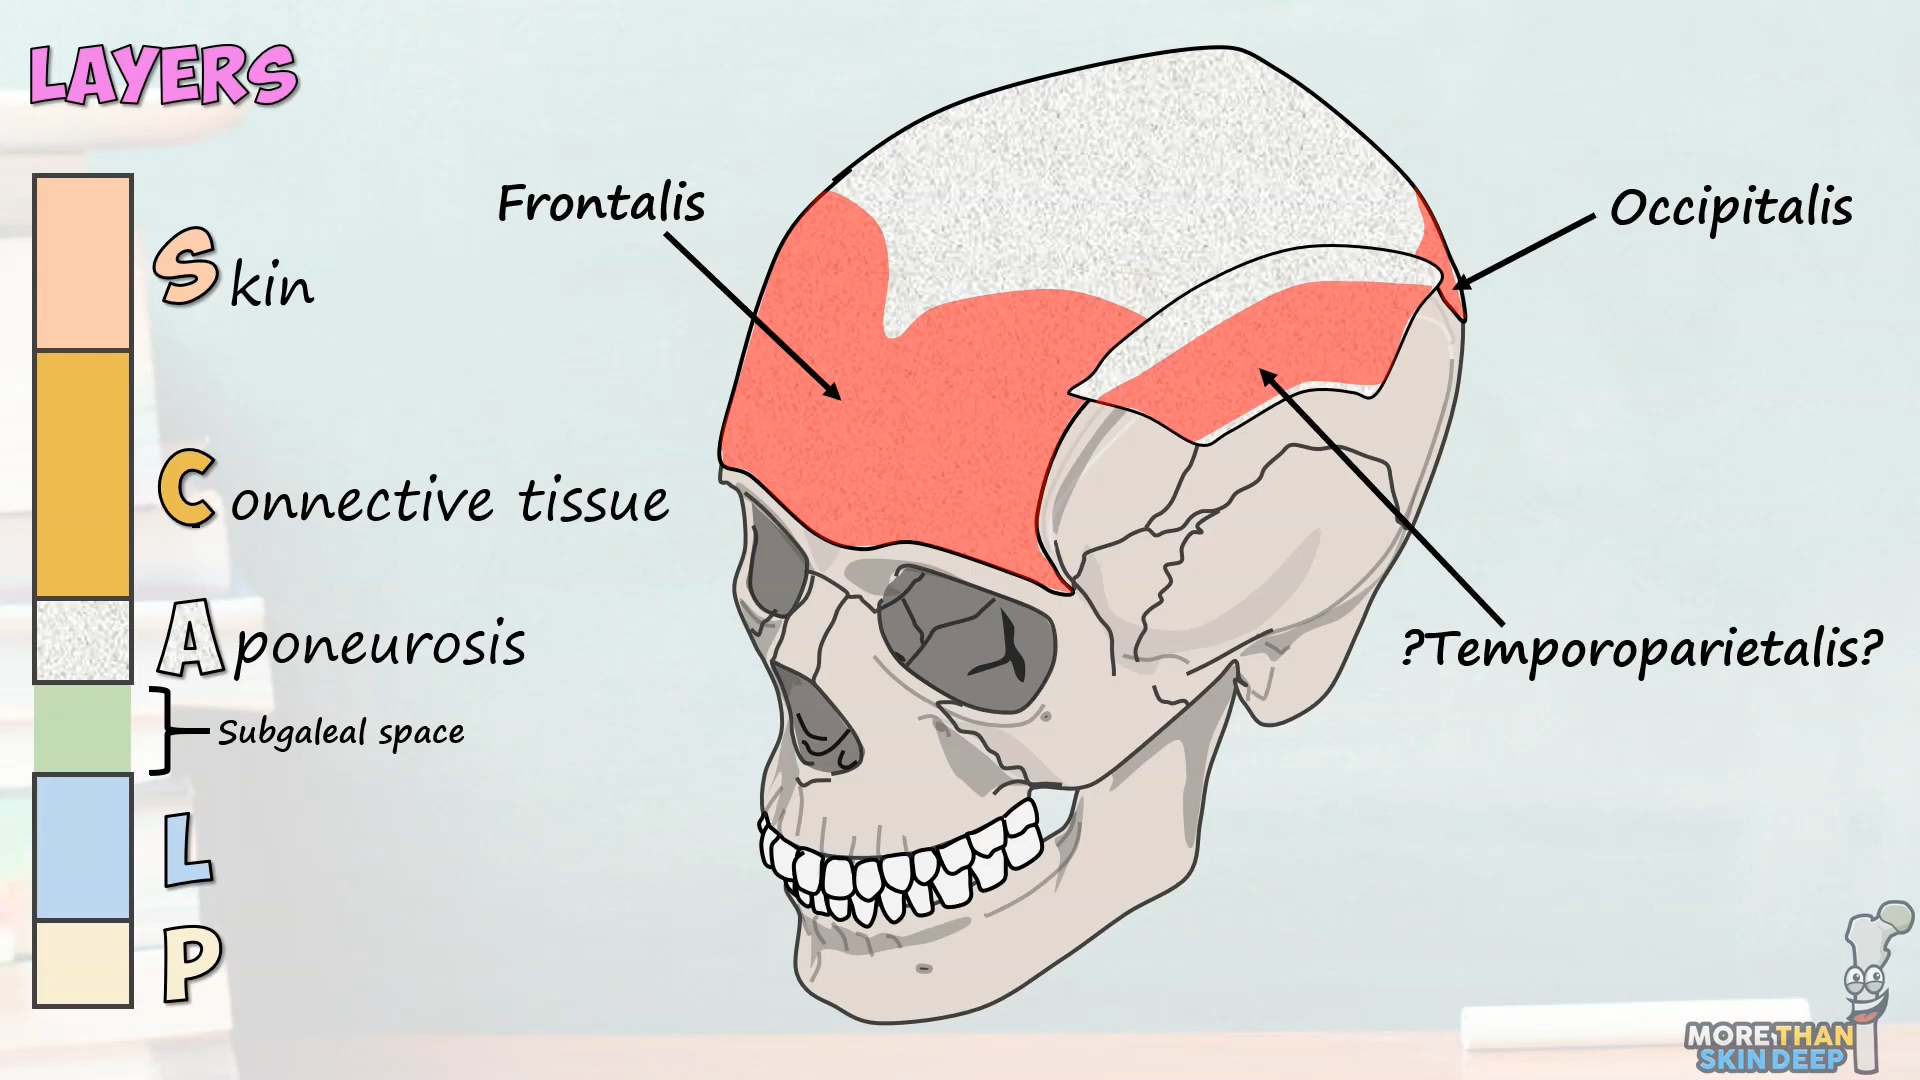 LAYERS
Skin
Connective tissue
Aponeurosis
Subgaleal space
L
P
Frontalis
Occipitalis
?Temporoparietalis?
MORE THAN
SKIN DEEP